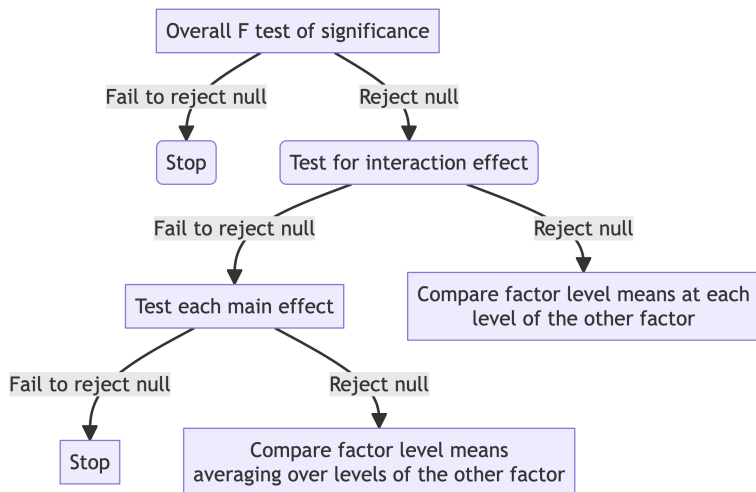 Overall F test of significance
Fail to reject null
Reject null
Stop
Test for interaction effect
Fail to reject null
Reject null
Test each main effect
Compare factor level means at each
level of the other factor
Fail to reject null
Reject null
Stop
Compare factor level means
averaging over levels of the other factor